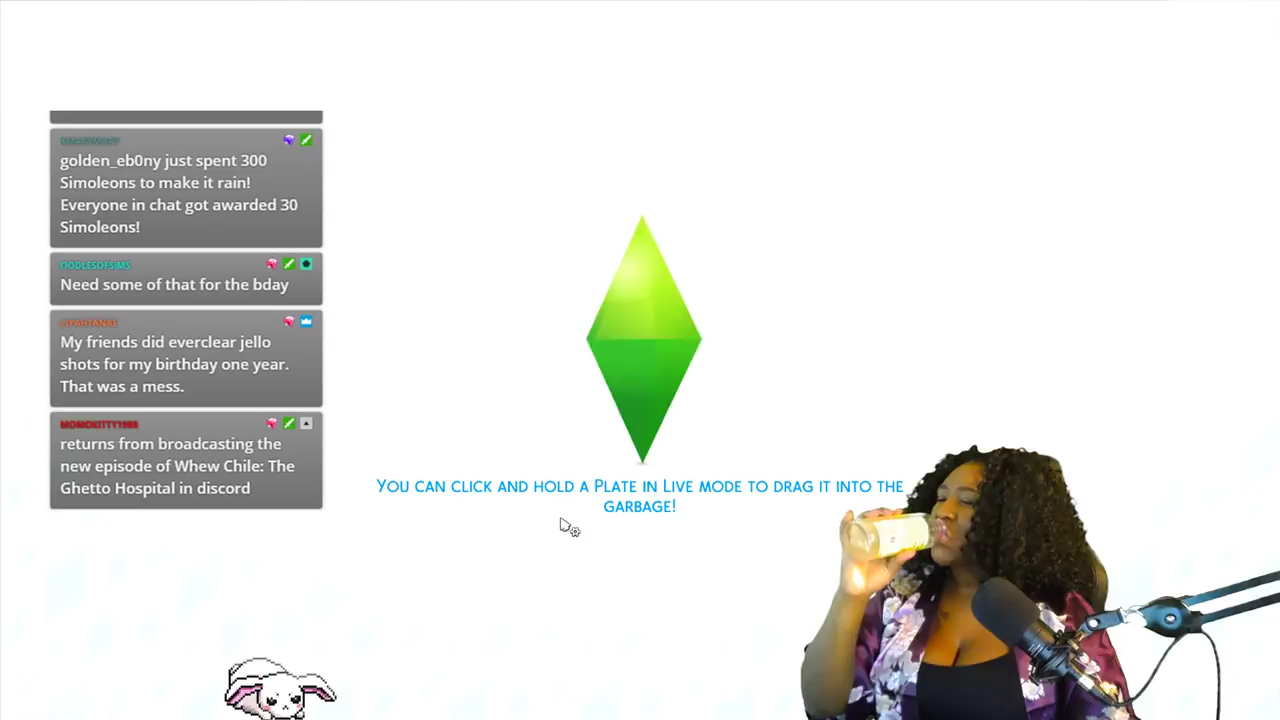 golden_eb0ny just spent 300
Simoleons to make it rain!
Everyone in chat got awarded 30
Simoleons!
OODLESOFSIMS
Need some of that for the bday
My friends did everclear jello
shots for my birthday one year.
That was a mess.
MOMOKITTY1988
returns from broadcasting the
new episode of Whew Chile: The
Ghetto Hospital in discord
YOU CAN CLICK AND HOLD A PLATE IN LIVE MODE TO DRAG IT INTO THE
GARBAGE!